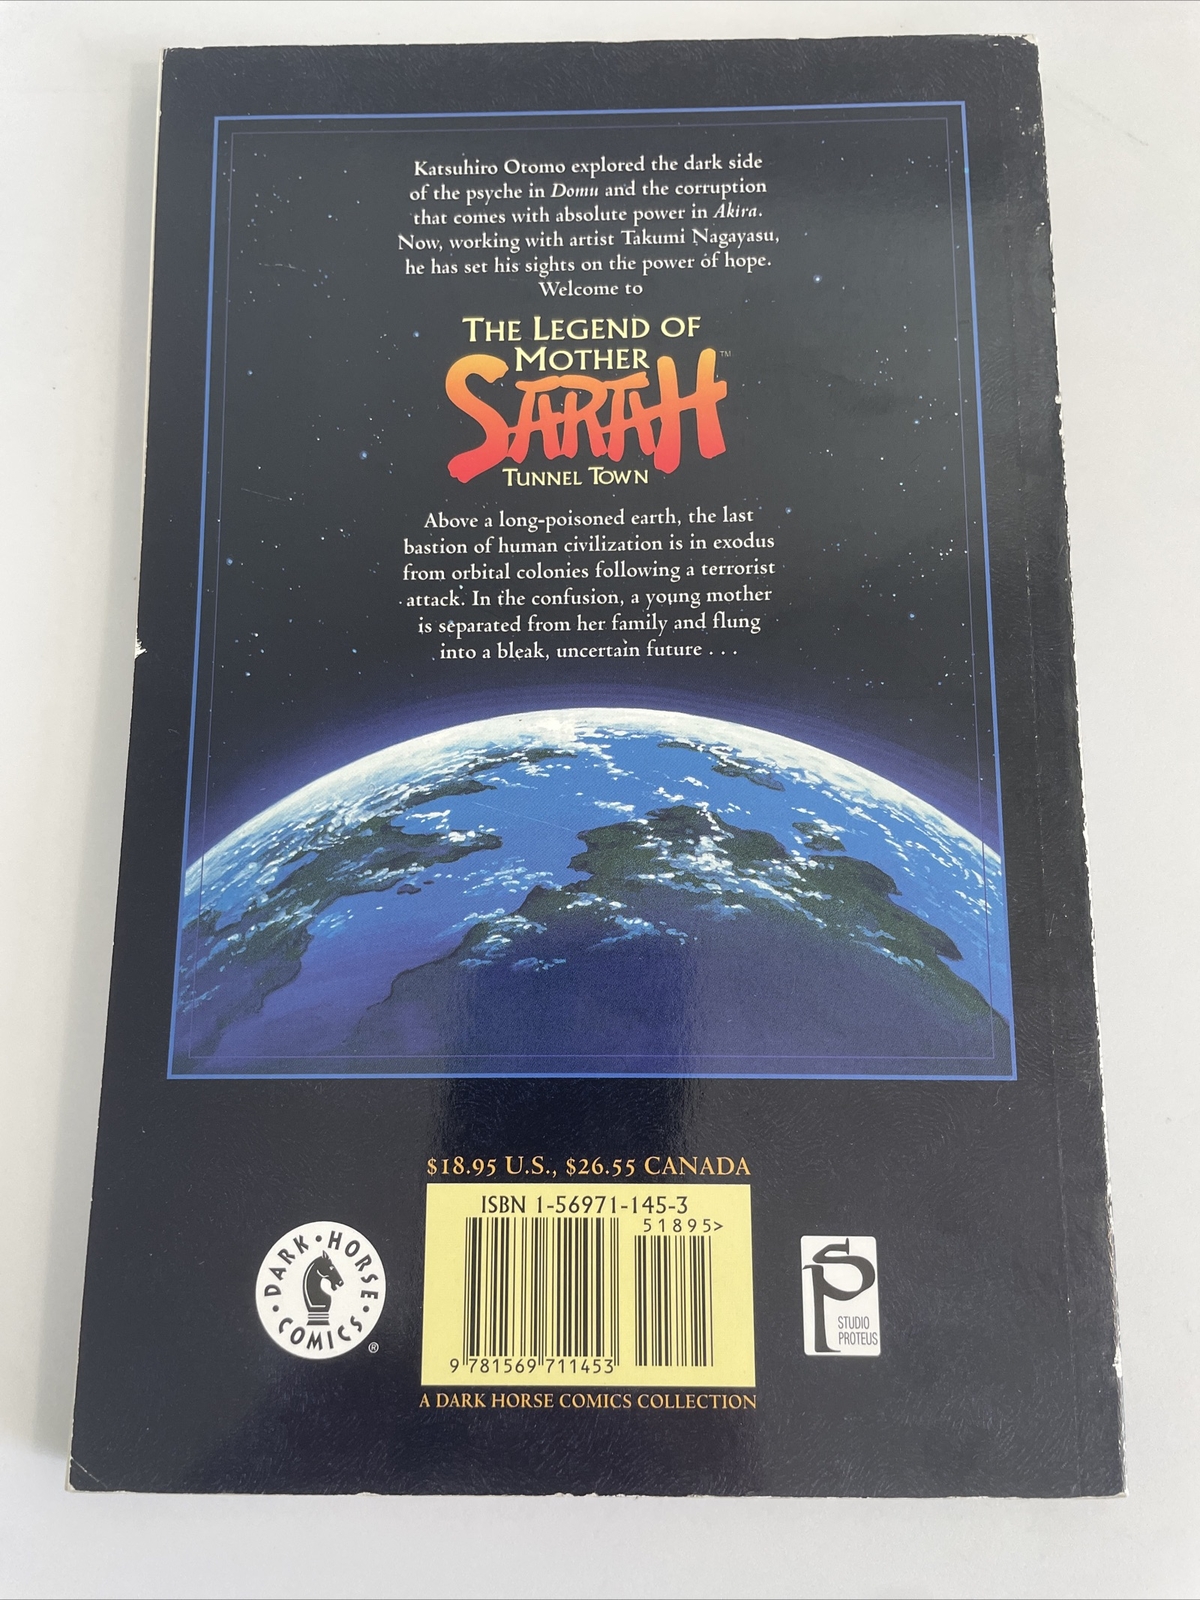 Katsuhiro Otomo explored the dark side
of the psyche in Domu and the corruption
that comes with absolute power in Akira.
Now, working with artist Takumi Nagayasu,
he has set his sights on the power of hope.
Welcome to
THE LEGEND OF
MOTHER
SARAH™
TUNNEL TOWN
Above a long-poisoned earth, the last
bastion of human civilization is in exodus
from orbital colonies following a terrorist
attack. In the confusion, a young mother
is separated from her family and flung
into a bleak, uncertain future . . .
$18.95 U.S., $26.55 CANADA
ISBN 1-56971-145-3
51895>
9 781569 711453
DARK • HORSE • COMICS •
®
SP
STUDIO
PROTEUS
A DARK HORSE COMICS COLLECTION